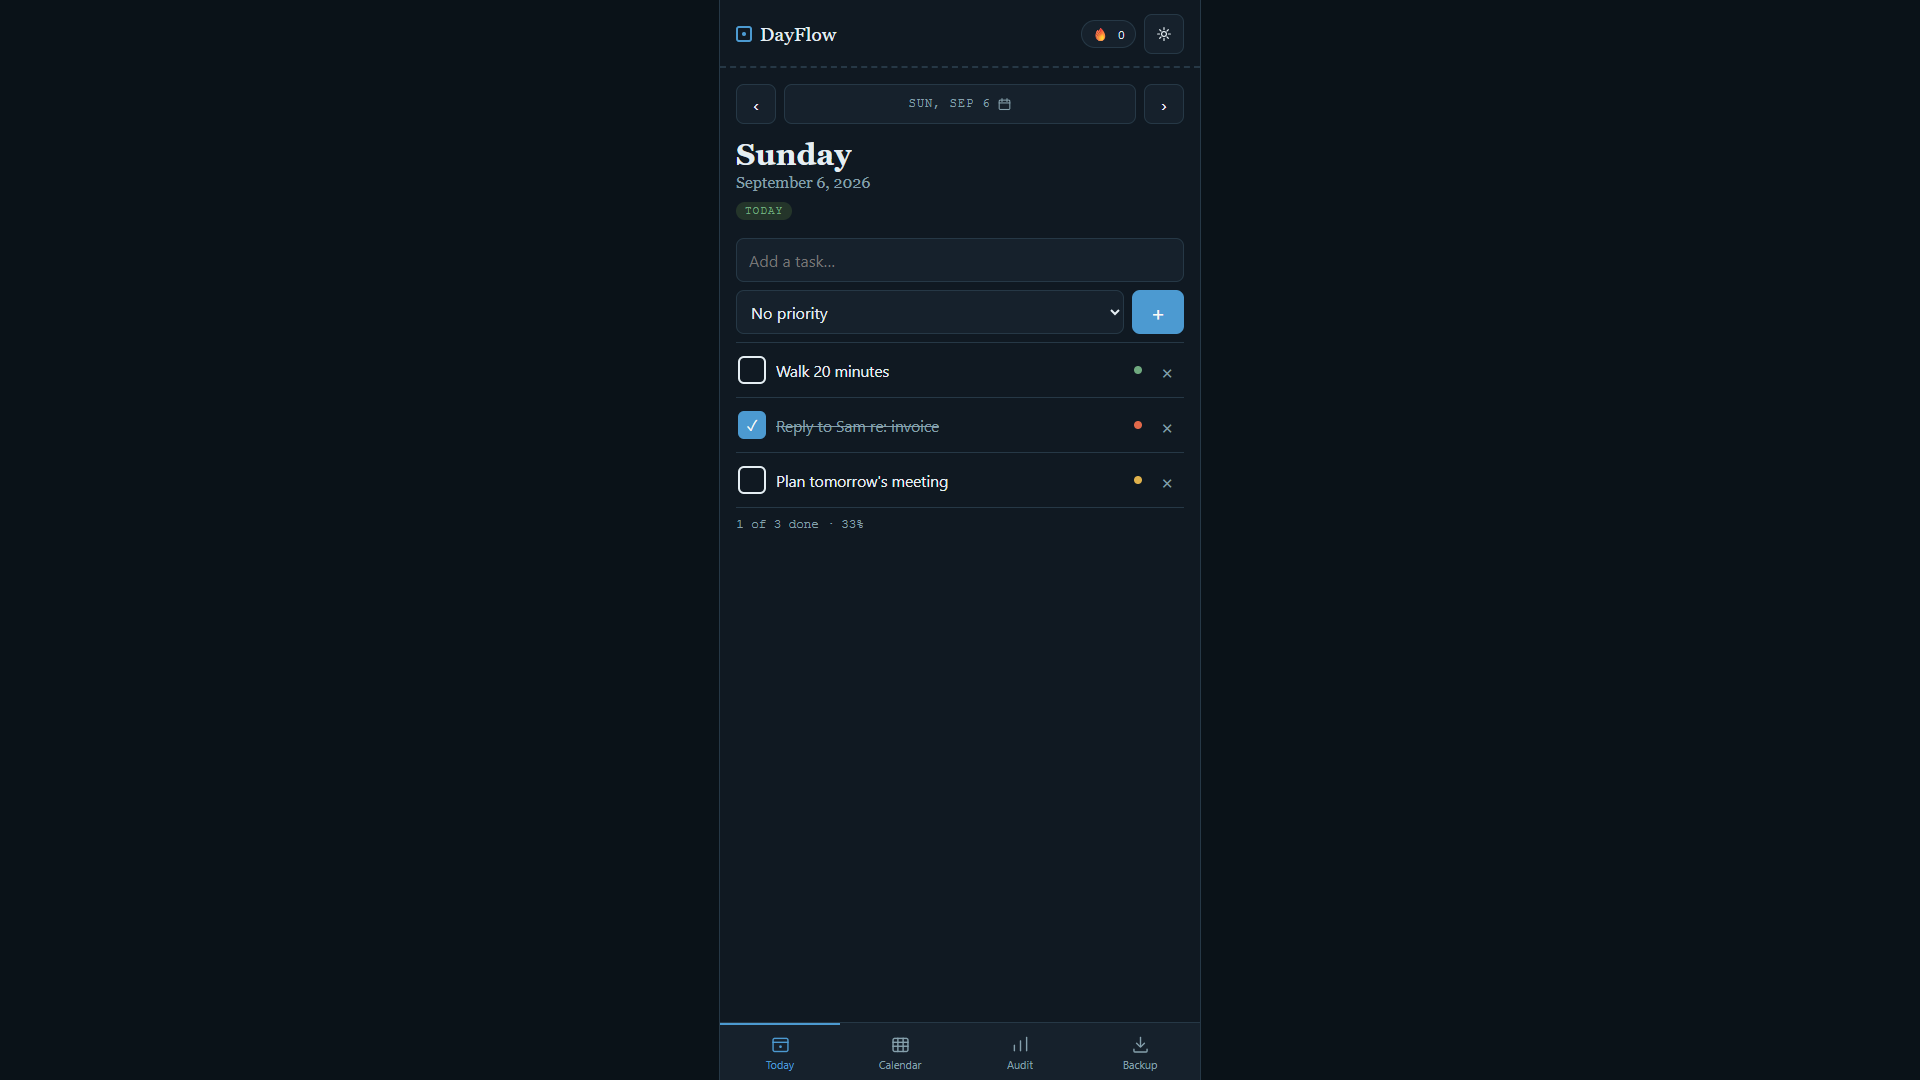 DayFlow
0
‹
SUN, SEP 6
›
Sunday
September 6, 2026
TODAY
Add a task...
No priority
+
Walk 20 minutes
×
✓ Reply to Sam re: invoice
×
Plan tomorrow's meeting
×
1 of 3 done · 33%
Today
Calendar
Audit
Backup